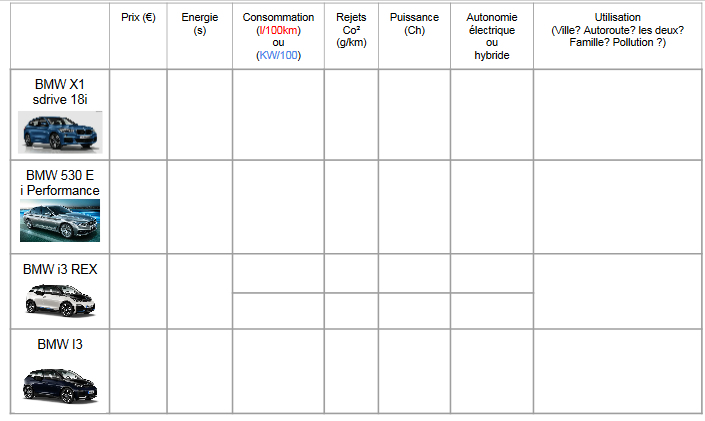 Prix (€)
Energie
(s)
Consommation
(l/100km)
ou
(KW/100)
Rejets
Co²
(g/km)
Puissance
(Ch)
Autonomie
électrique
ou
hybride
Utilisation
(Ville? Autoroute? les deux?
Famille? Pollution ?)
BMW X1
sdrive 18i
BMW 530 E
i Performance
BMW i3 REX
BMW I3